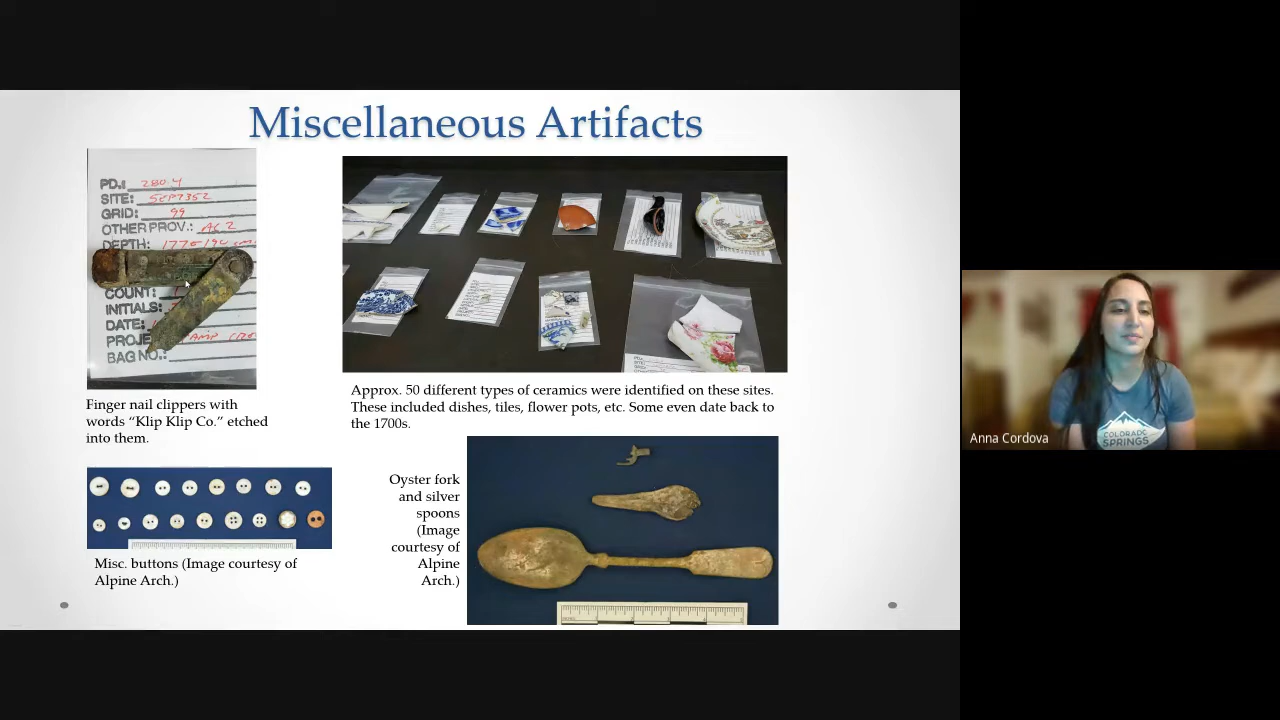 Miscellaneous Artifacts
PD.:
280.4
SITE:
GRID:
99
OTHER PROV.:
DEPTH:
COUNT:
INITIALS:
DATE:
BAG NO.:
Finger nail clippers with
words “Klip Klip Co.” etched
into them.
Approx. 50 different types of ceramics were identified on these sites.
These included dishes, tiles, flower pots, etc. Some even date back to
the 1700s.
Misc. buttons (Image courtesy of
Alpine Arch.)
Oyster fork
and silver
spoons
(Image
courtesy of
Alpine
Arch.)
COLORADO
SPRINGS
Anna Cordova